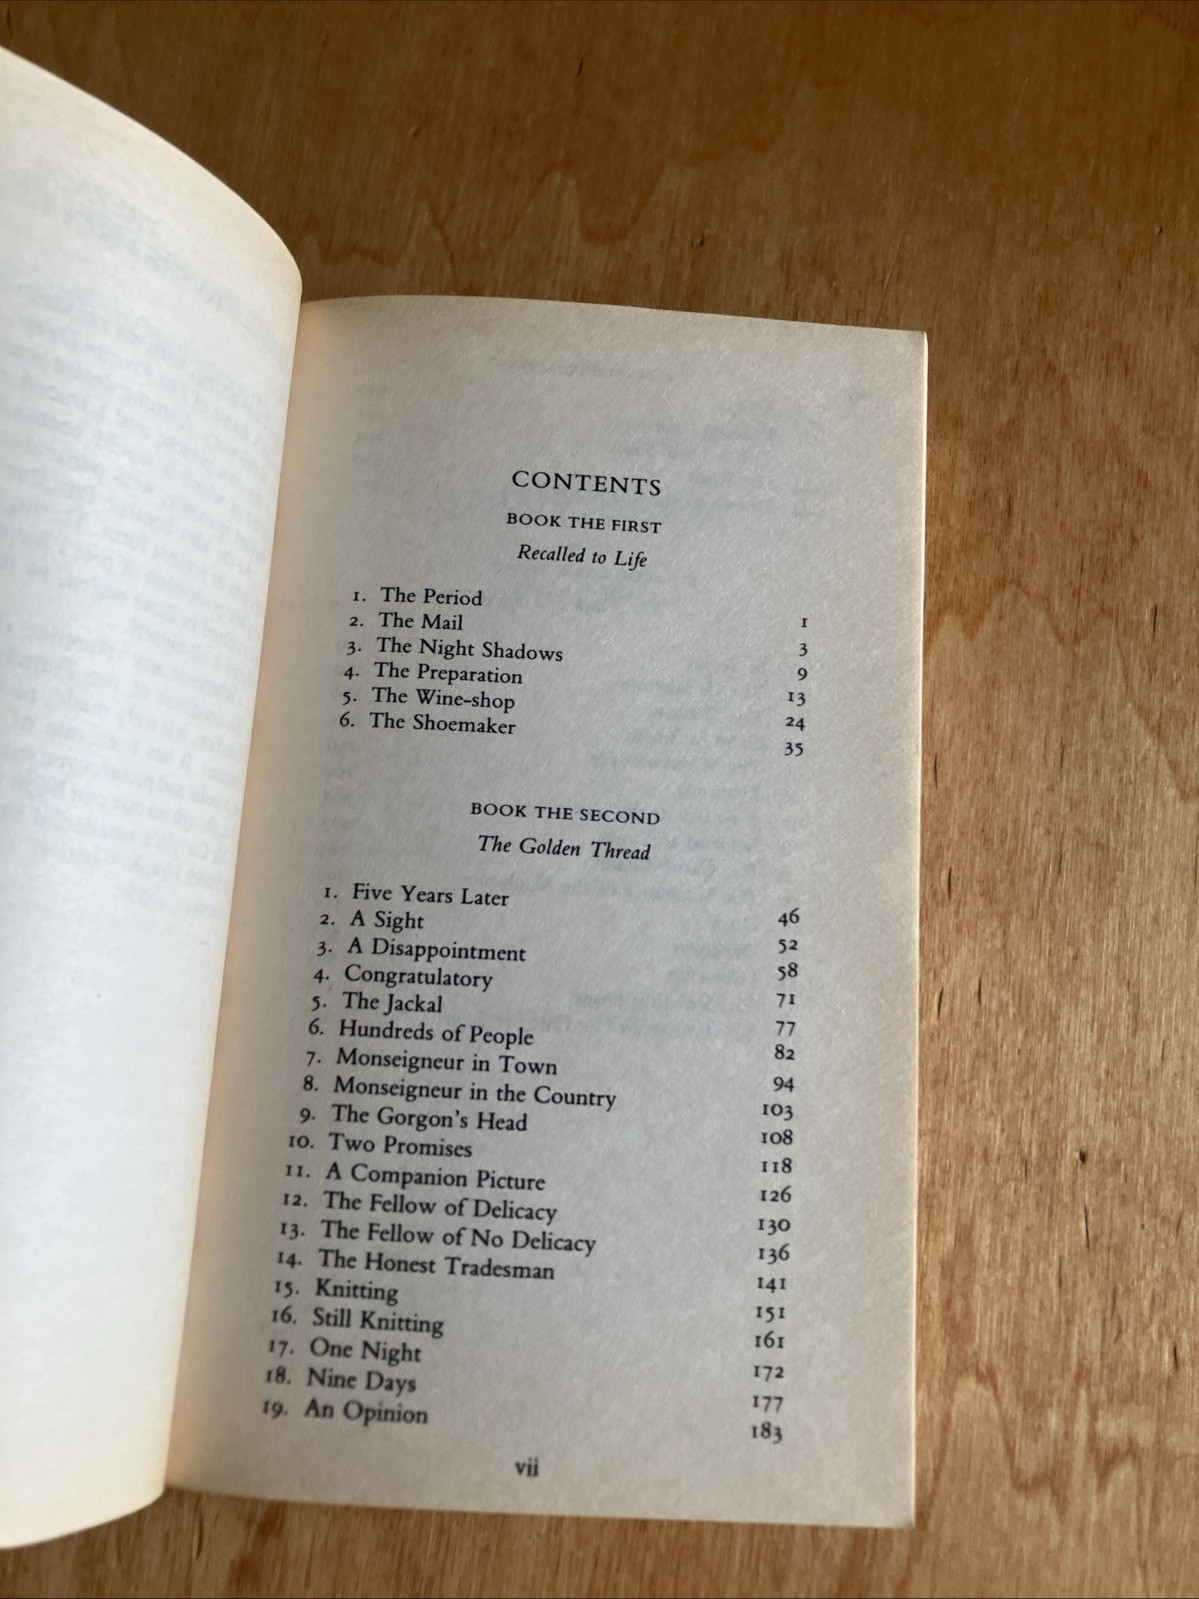 CONTENTS
BOOK THE FIRST
Recalled to Life
1. The Period 1
2. The Mail 3
3. The Night Shadows 9
4. The Preparation 13
5. The Wine-shop 24
6. The Shoemaker 35
BOOK THE SECOND
The Golden Thread
1. Five Years Later 46
2. A Sight 52
3. A Disappointment 58
4. Congratulatory 71
5. The Jackal 77
6. Hundreds of People 82
7. Monseigneur in Town 94
8. Monseigneur in the Country 103
9. The Gorgon's Head 108
10. Two Promises 118
11. A Companion Picture 126
12. The Fellow of Delicacy 130
13. The Fellow of No Delicacy 136
14. The Honest Tradesman 141
15. Knitting 151
16. Still Knitting 161
17. One Night 172
18. Nine Days 177
19. An Opinion 183
vii